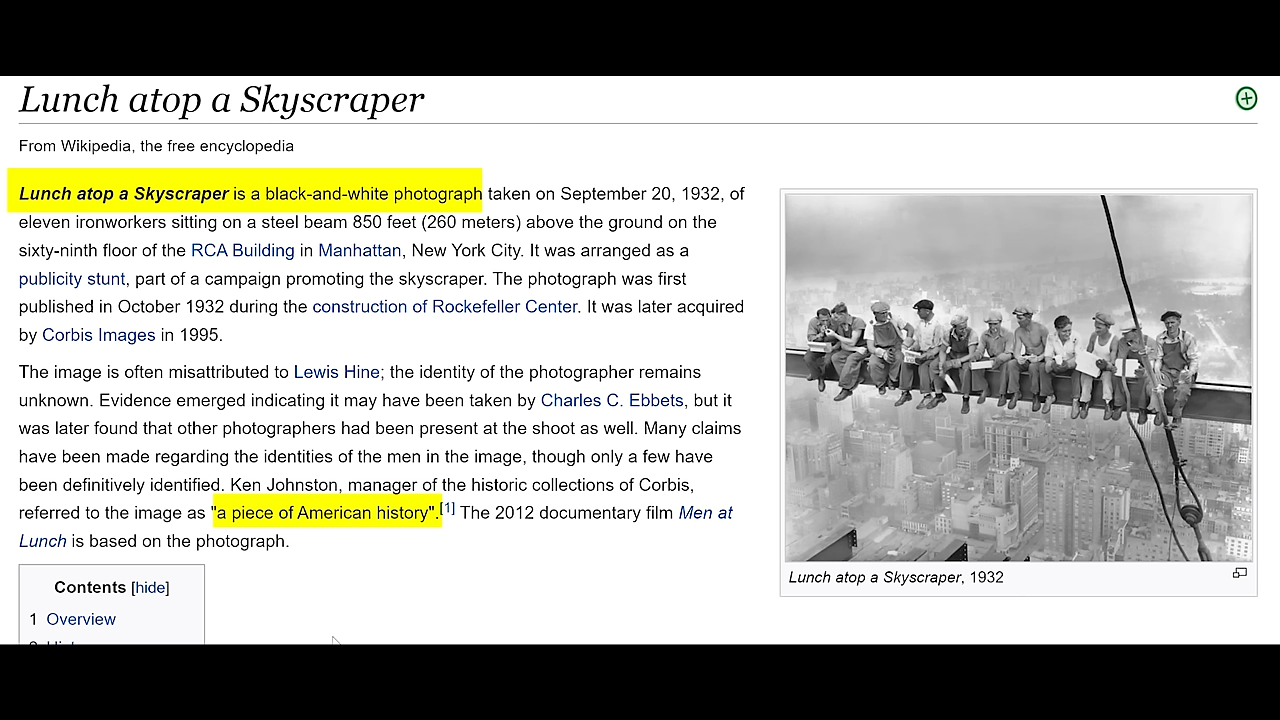 Lunch atop a Skyscraper
From Wikipedia, the free encyclopedia
Lunch atop a Skyscraper is a black-and-white photograph taken on September 20, 1932, of
eleven ironworkers sitting on a steel beam 850 feet (260 meters) above the ground on the
sixty-ninth floor of the RCA Building in Manhattan, New York City. It was arranged as a
publicity stunt, part of a campaign promoting the skyscraper. The photograph was first
published in October 1932 during the construction of Rockefeller Center. It was later acquired
by Corbis Images in 1995.
The image is often misattributed to Lewis Hine; the identity of the photographer remains
unknown. Evidence emerged indicating it may have been taken by Charles C. Ebbets, but it
was later found that other photographers had been present at the shoot as well. Many claims
have been made regarding the identities of the men in the image, though only a few have
been definitively identified. Ken Johnston, manager of the historic collections of Corbis,
referred to the image as "a piece of American history".[1] The 2012 documentary film Men at
Lunch is based on the photograph.
Contents [hide]
1 Overview
Lunch atop a Skyscraper, 1932